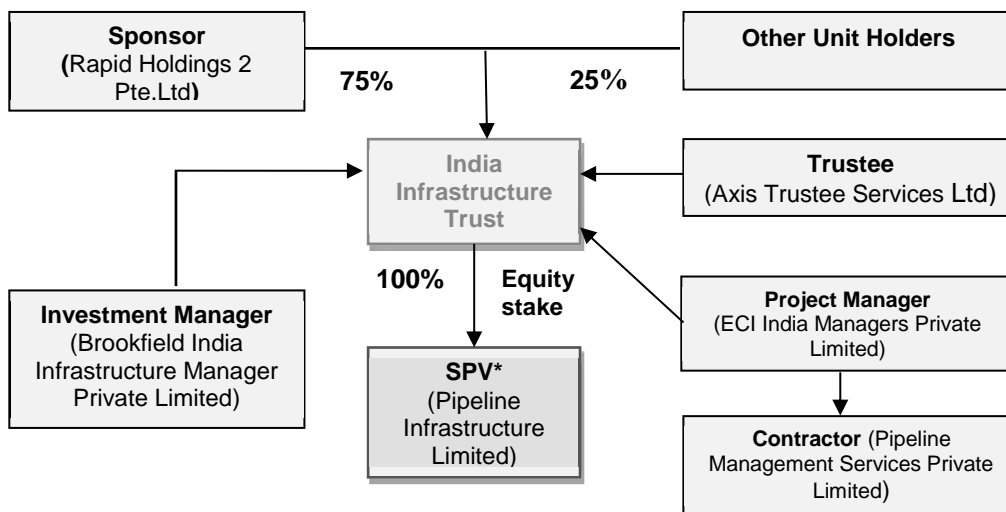 Sponsor
(Rapid Holdings 2
Pte.Ltd)
75%
25%
Other Unit Holders
India
Infrastructure
Trust
Trustee
(Axis Trustee Services Ltd)
100%
Equity
stake
Investment Manager
(Brookfield India
Infrastructure Manager
Private Limited)
SPV*
(Pipeline
Infrastructure
Limited)
Project Manager
(ECI India Managers Private
Limited)
Contractor (Pipeline
Management Services Private
Limited)